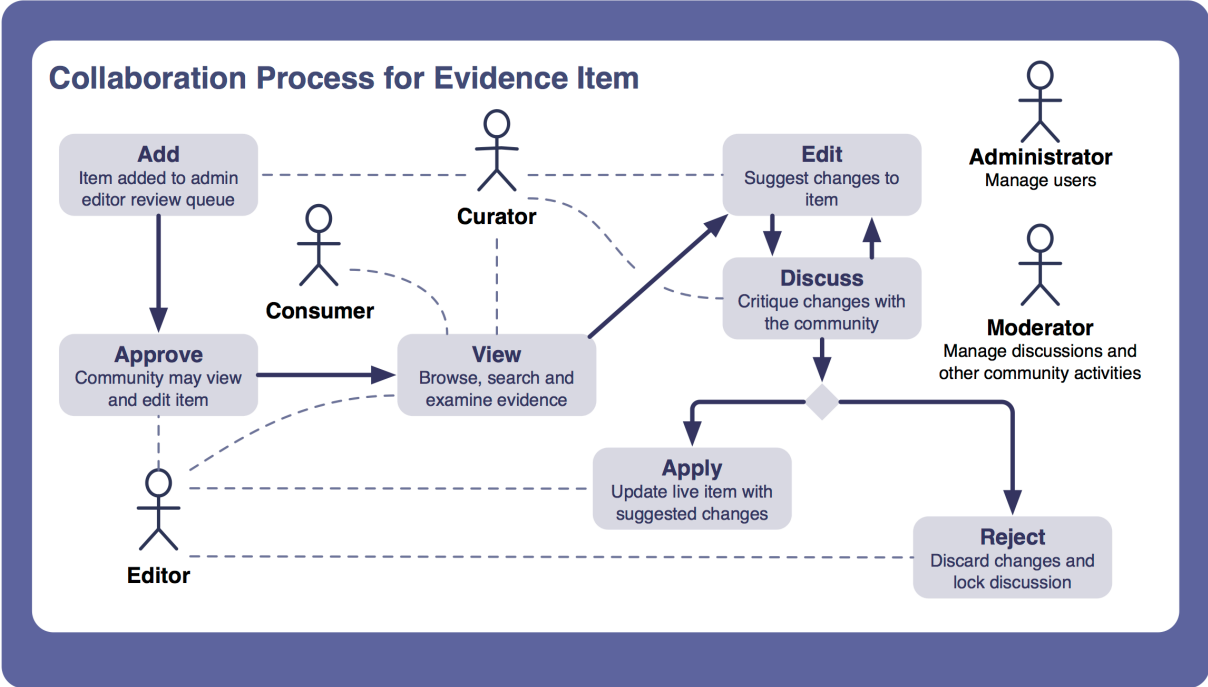 Collaboration Process for Evidence Item
Add
Item added to admin
editor review queue
Curator
Edit
Suggest changes to
item
Administrator
Manage users
Consumer
Discuss
Critique changes with
the community
Moderator
Manage discussions and
other community activities
Approve
Community may view
and edit item
View
Browse, search and
examine evidence
Apply
Update live item with
suggested changes
Editor
Reject
Discard changes and
lock discussion